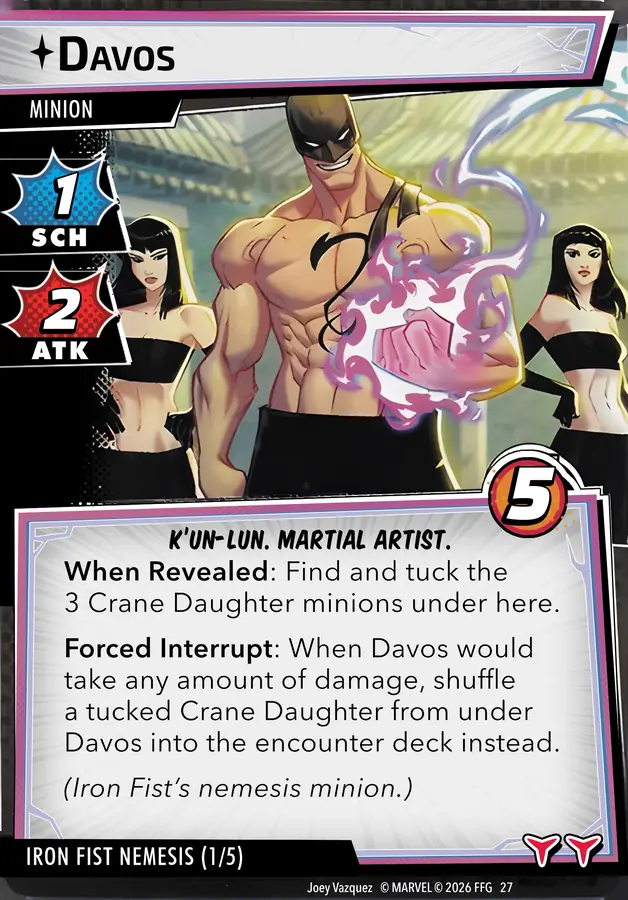 Davos
MINION
1
SCH
2
ATK
5
K'UN-LUN. MARTIAL ARTIST.
When Revealed: Find and tuck the
3 Crane Daughter minions under here.
Forced Interrupt: When Davos would
take any amount of damage, shuffle
a tucked Crane Daughter from under
Davos into the encounter deck instead.
(Iron Fist's nemesis minion.)
IRON FIST NEMESIS (1/5)
Joey Vazquez © MARVEL © 2026 FFG 27